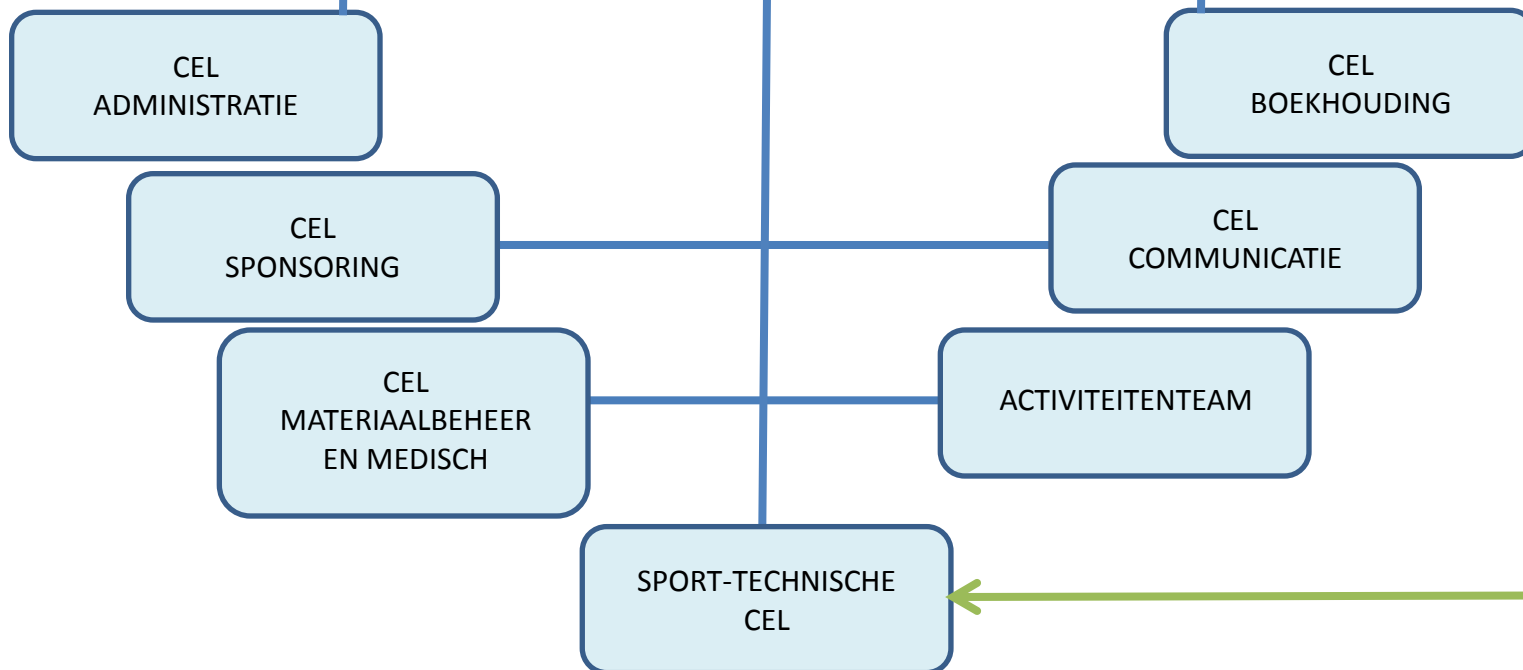 CEL
ADMINISTRATIE
CEL
BOEKHOUDING
CEL
SPONSORING
CEL
COMMUNICATIE
CEL
MATERIAALBEHEER
EN MEDISCH
ACTIVITEITENTEAM
SPORT-TECHNISCHE
CEL